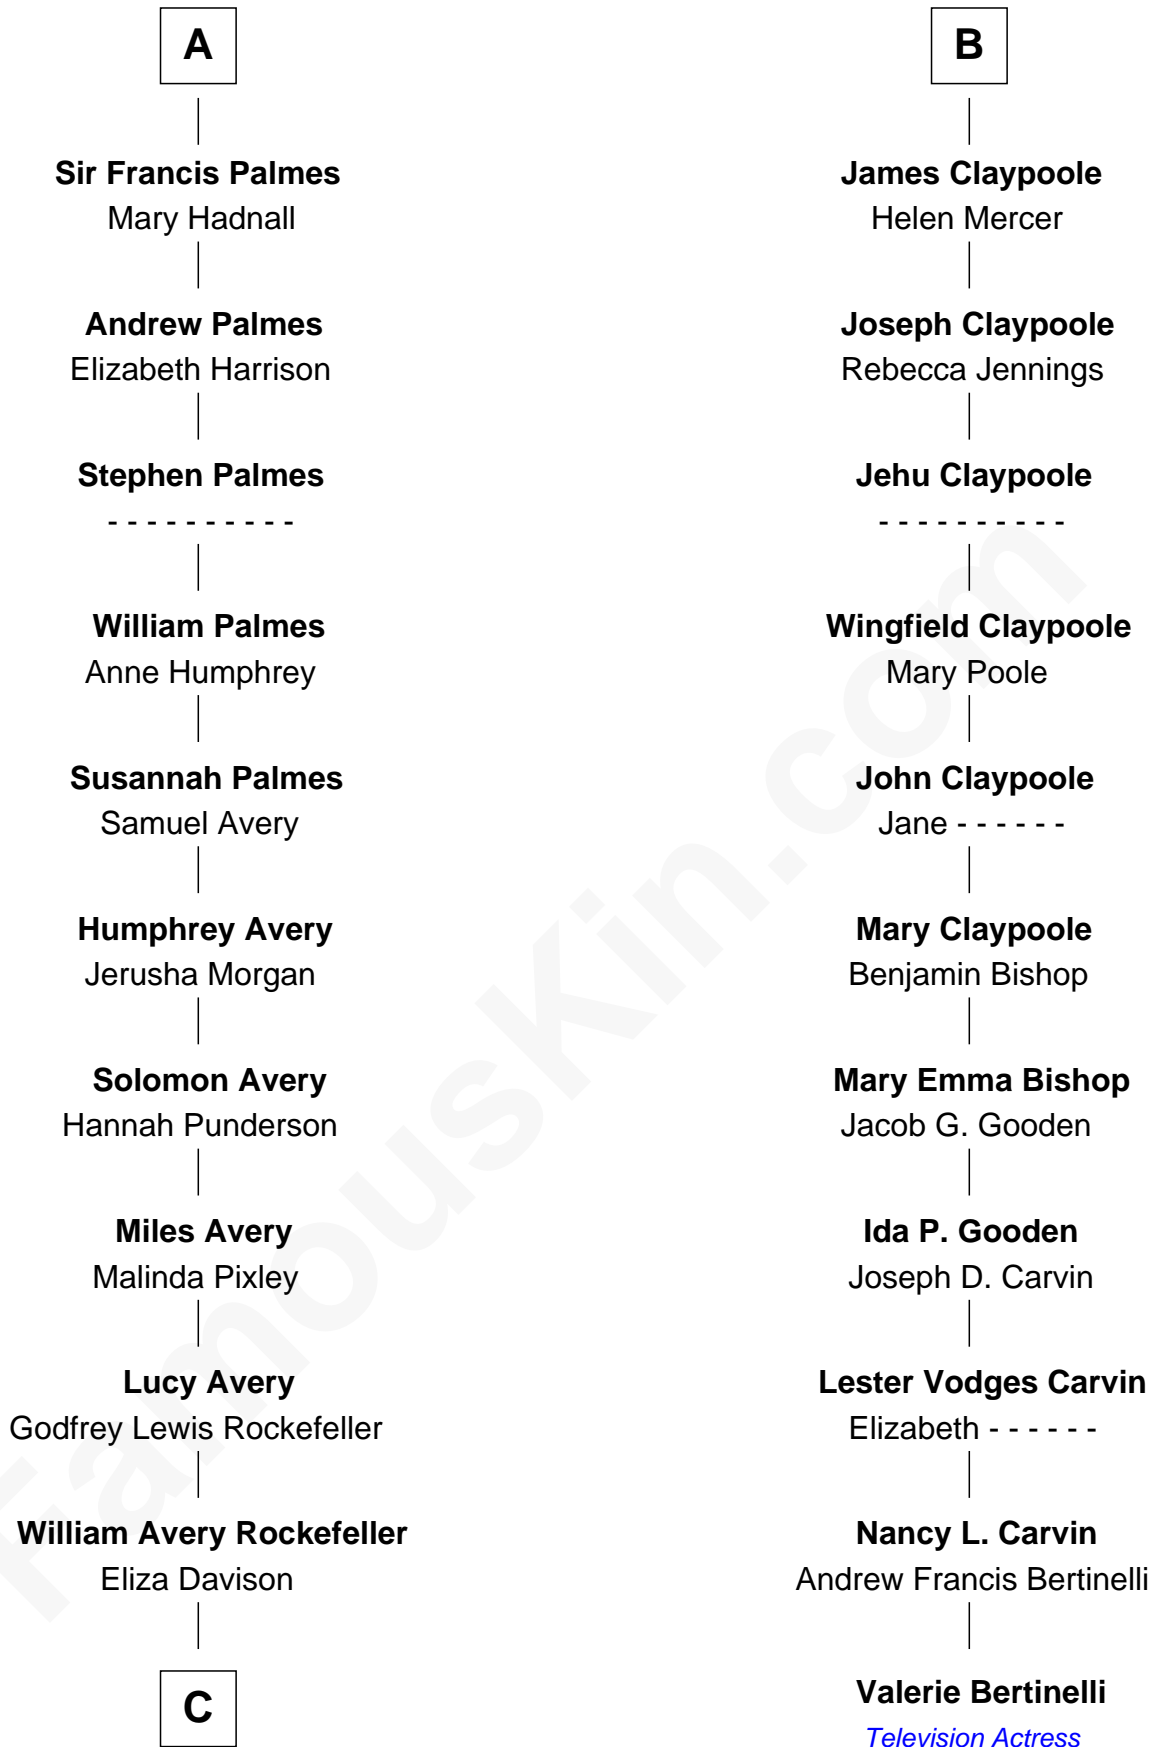 A
Sir Francis Palmes
Mary Hadnall
Andrew Palmes
Elizabeth Harrison
Stephen Palmes
- - - - - - - - - -
William Palmes
Anne Humphrey
Susannah Palmes
Samuel Avery
Humphrey Avery
Jerusha Morgan
Solomon Avery
Hannah Punderson
Miles Avery
Malinda Pixley
Lucy Avery
Godfrey Lewis Rockefeller
William Avery Rockefeller
Eliza Davison
C
B
James Claypoole
Helen Mercer
Joseph Claypoole
Rebecca Jennings
Jehu Claypoole
- - - - - - - - - -
Wingfield Claypoole
Mary Poole
John Claypoole
Jane - - - - - -
Mary Claypoole
Benjamin Bishop
Mary Emma Bishop
Jacob G. Gooden
Ida P. Gooden
Joseph D. Carvin
Lester Vodges Carvin
Elizabeth - - - - - -
Nancy L. Carvin
Andrew Francis Bertinelli
Valerie Bertinelli
Television Actress
FamousKin.com